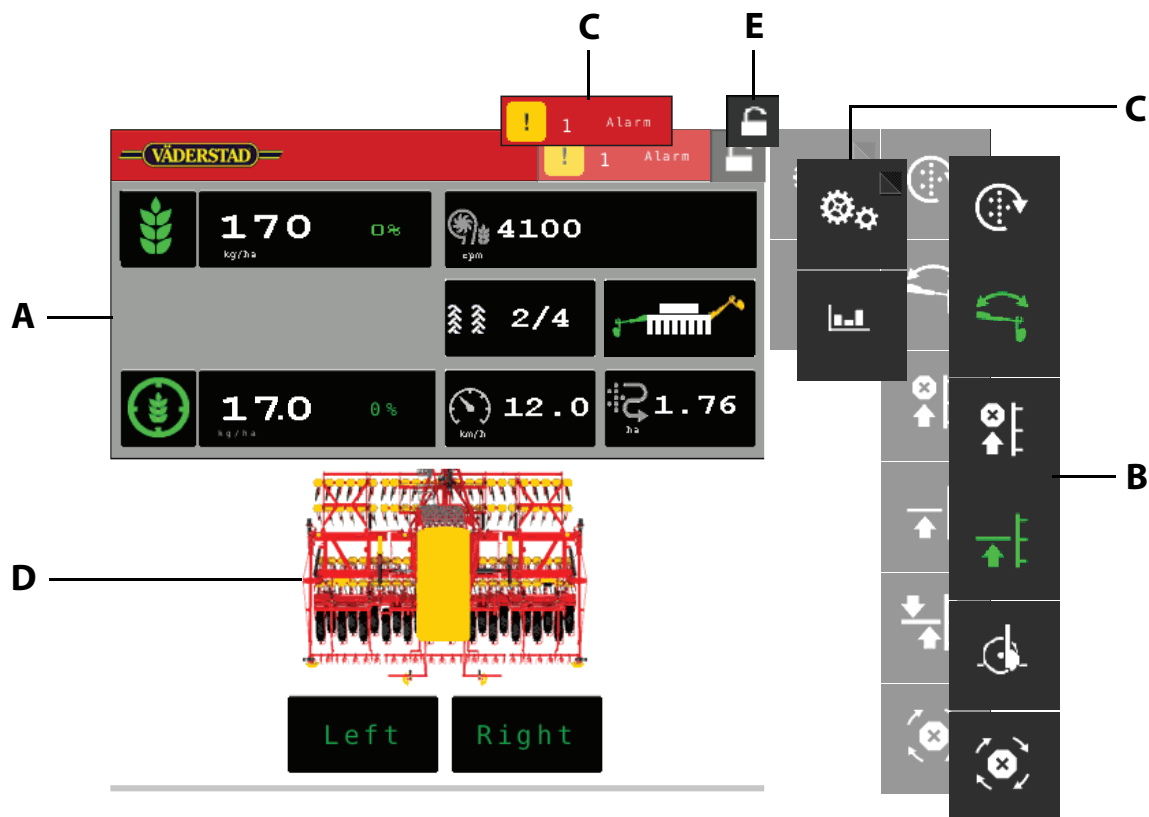 C
E
! 1 Alarm
C
VÄDERSTAD
! 1 Alarm
170 0%
kg/ha
4100
rpm
A
2/4
17.0 0%
kg/ha
12.0
km/h
1.76
ha
B
D
Left Right